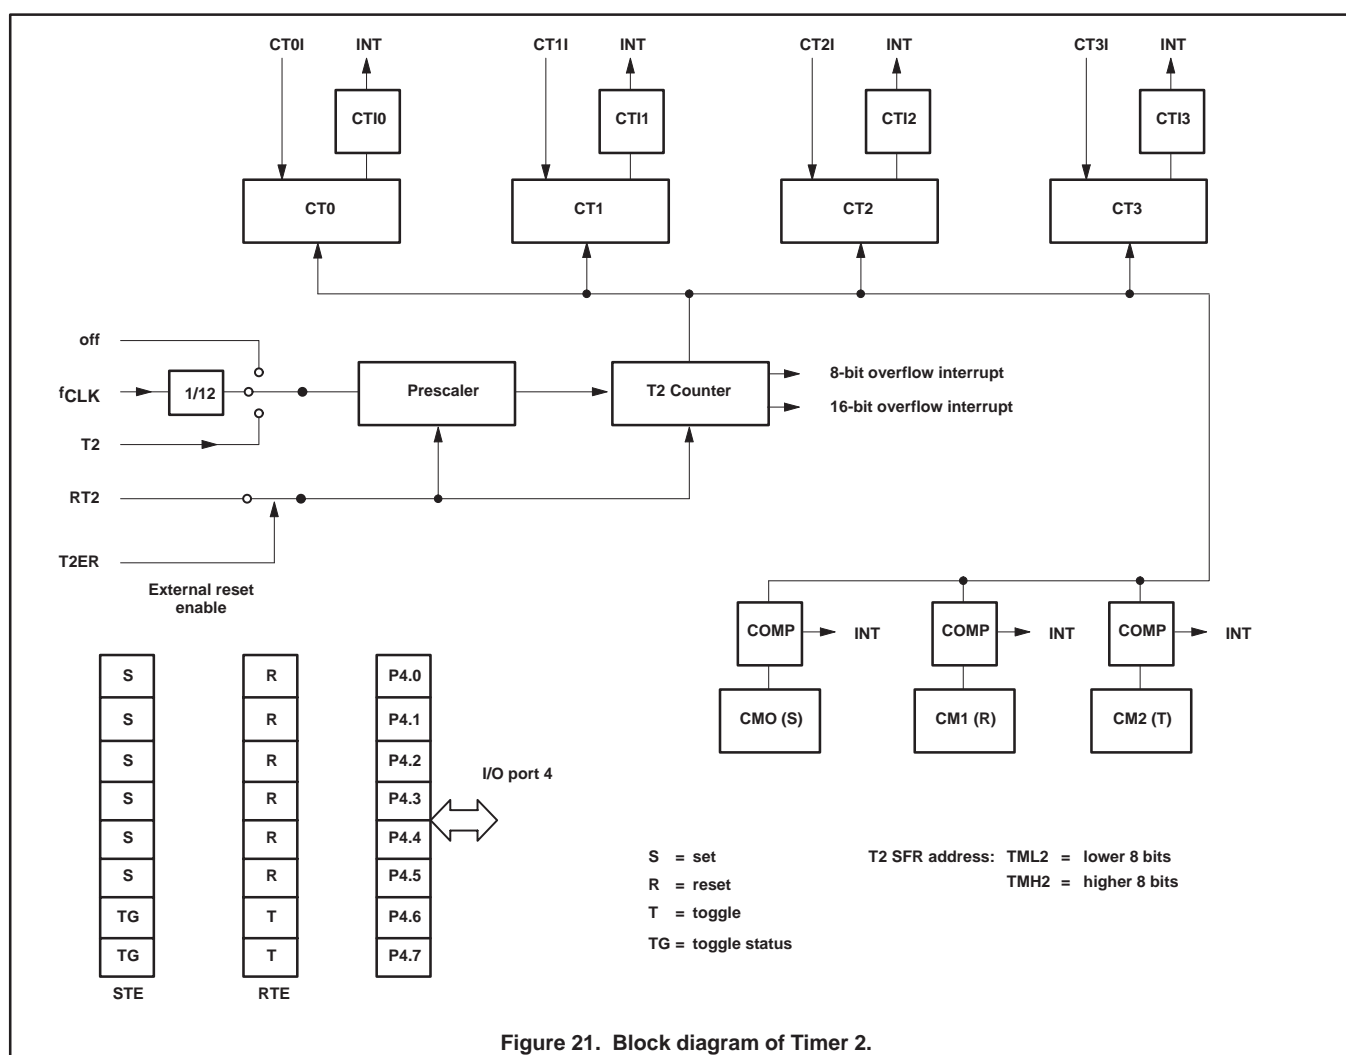 CT0I INT CT1I INT CT2I INT CT3I INT
CTI0 CTI1 CTI2 CTI3
CT0 CT1 CT2 CT3
off
fCLK 1/12 Prescaler T2 Counter
8-bit overflow interrupt
16-bit overflow interrupt
T2
RT2
T2ER
External reset
enable
COMP INT COMP INT COMP INT
CMO (S) CM1 (R) CM2 (T)
S R P4.0
S R P4.1
S R P4.2
S R P4.3
S R P4.4
S R P4.5
TG T P4.6
TG T P4.7
STE RTE
I/O port 4
S = set
R = reset
T = toggle
TG = toggle status
T2 SFR address: TML2 = lower 8 bits
TMH2 = higher 8 bits
Figure 21. Block diagram of Timer 2.